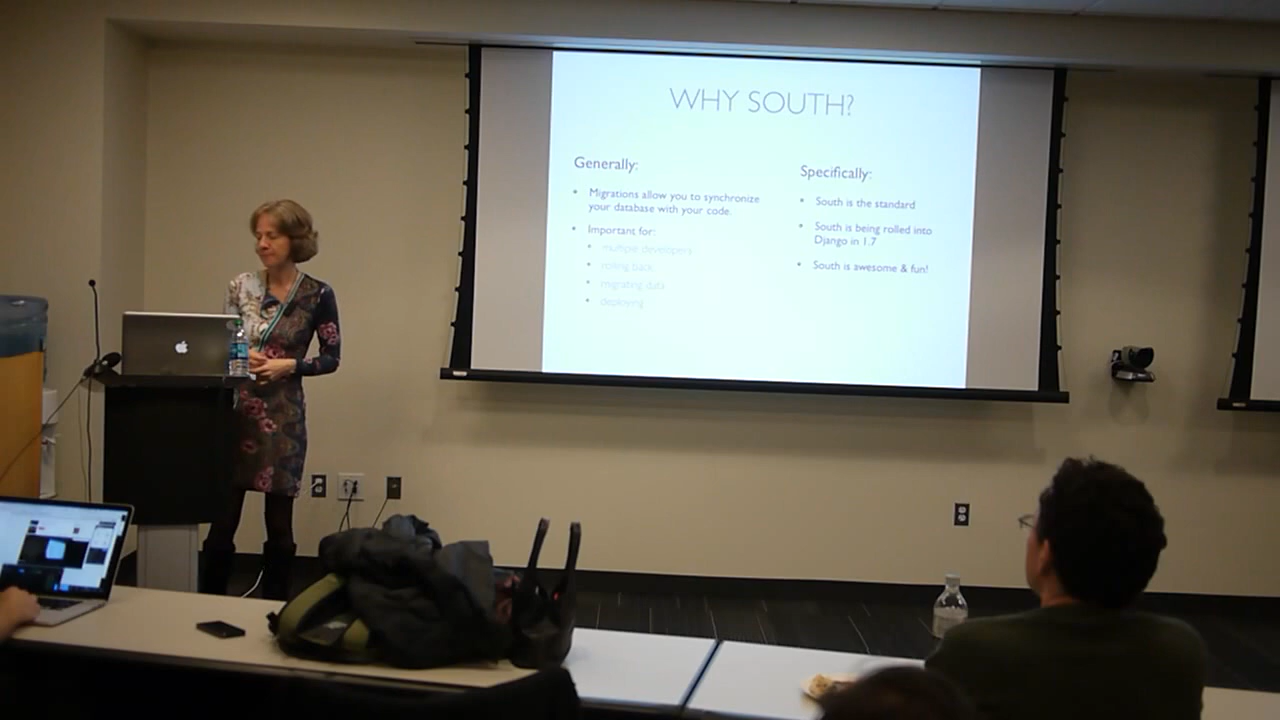 WHY SOUTH?
Generally:
• Migrations allow you to synchronize
your database with your code.
• Important for:
• multiple developers
• rolling back
• migrating data
• deploying
Specifically:
• South is the standard
• South is being rolled into
Django in 1.7
• South is awesome & fun!